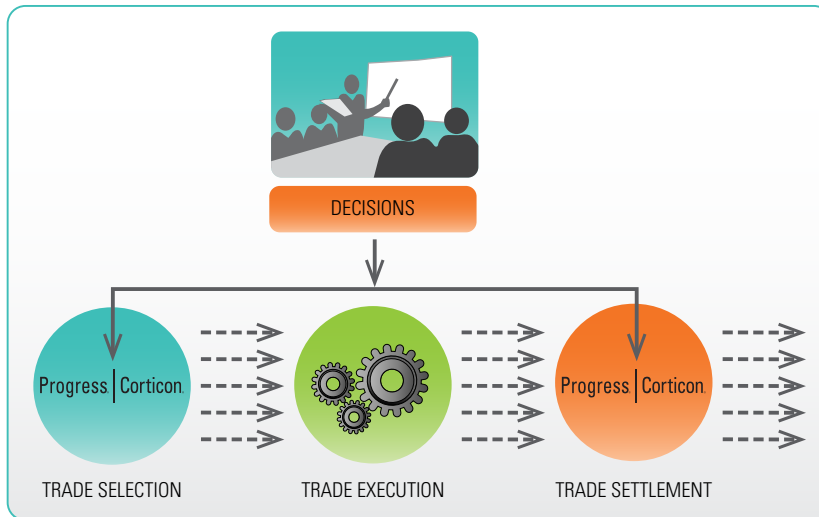 DECISIONS
Progress. | Corticon.
Progress. | Corticon.
TRADE SELECTION
TRADE EXECUTION
TRADE SETTLEMENT